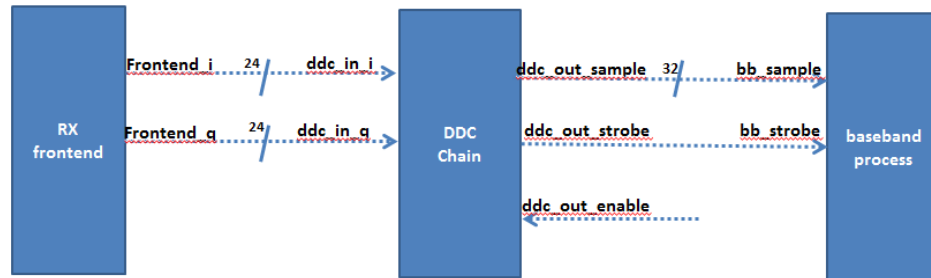 Frontend_i 24 ddc_in_i
ddc_out_sample 32 bb_sample
RX
frontend
Frontend_q 24 ddc_in_q
DDC
Chain
ddc_out_strobe bb_strobe
baseband
process
ddc_out_enable